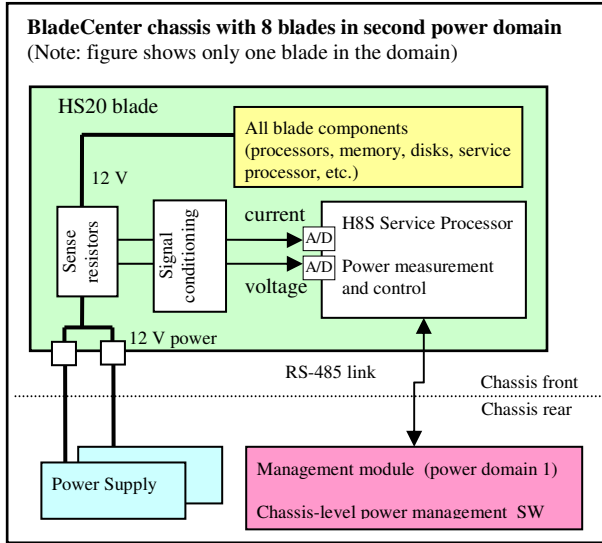 BladeCenter chassis with 8 blades in second power domain
(Note: figure shows only one blade in the domain)
HS20 blade
All blade components
(processors, memory, disks, service
processor, etc.)
12 V
Sense
resistors
Signal
conditioning
current
voltage
A/D
A/D
H8S Service Processor
Power measurement
and control
12 V power
RS-485 link
Chassis front
Chassis rear
Power Supply
Management module (power domain 1)
Chassis-level power management SW